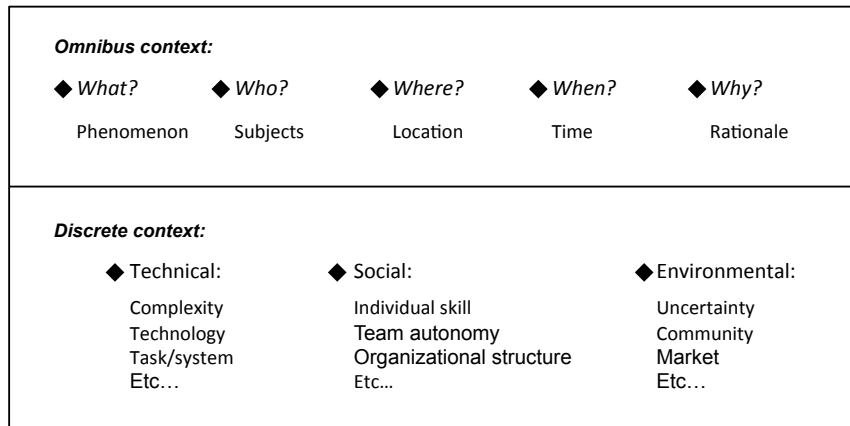 Omnibus context:
◆ What? ◆ Who? ◆ Where? ◆ When? ◆ Why?
Phenomenon Subjects Location Time Rationale
Discrete context:
◆ Technical: ◆ Social: ◆ Environmental:
Complexity Individual skill Uncertainty
Technology Team autonomy Community
Task/system Organizational structure Market
Etc… Etc… Etc…